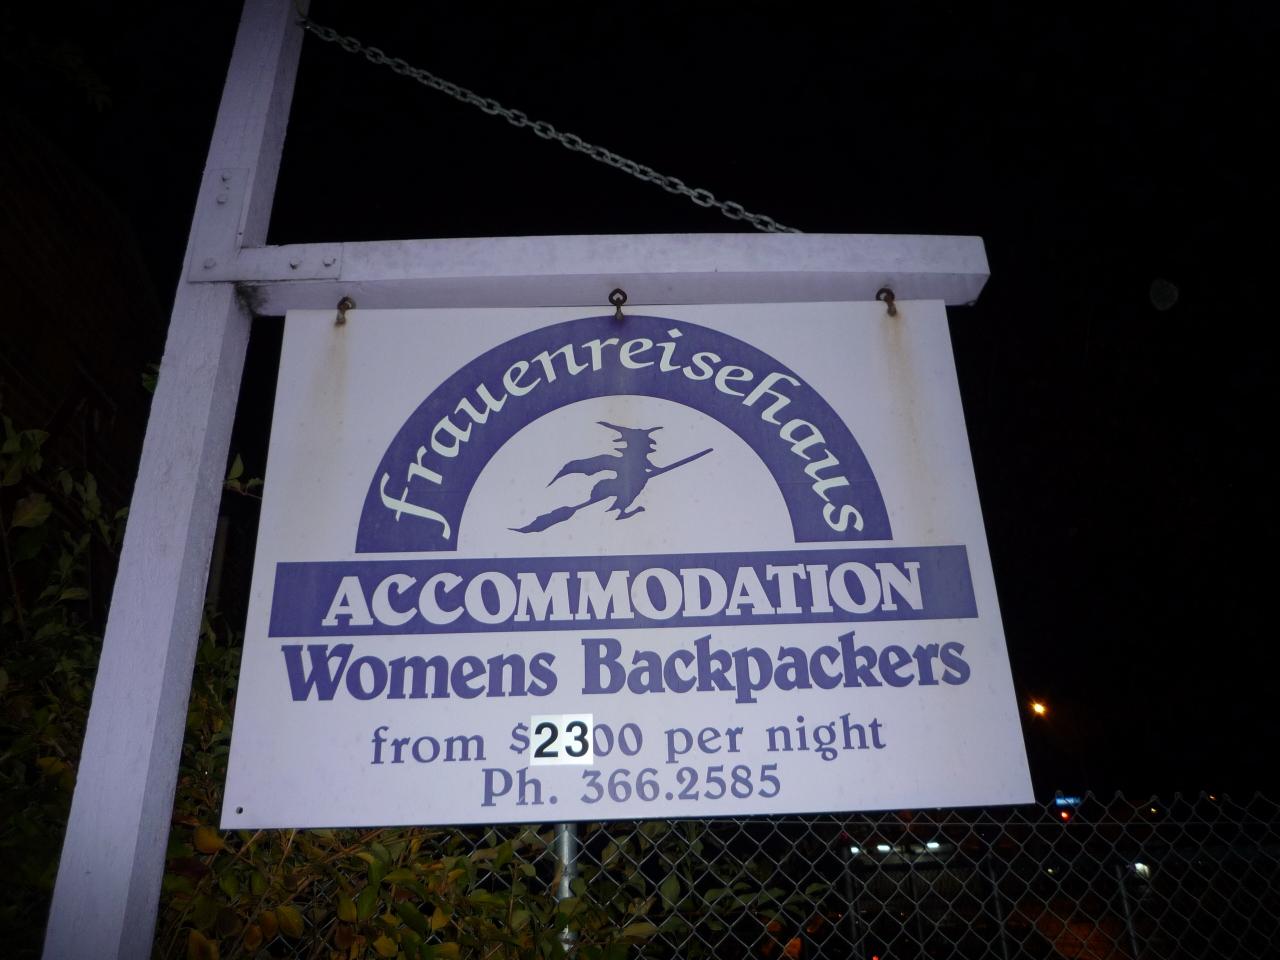 frauenreisehaus
ACCOMMODATION
Womens Backpackers
from $2300 per night
Ph. 366.2585